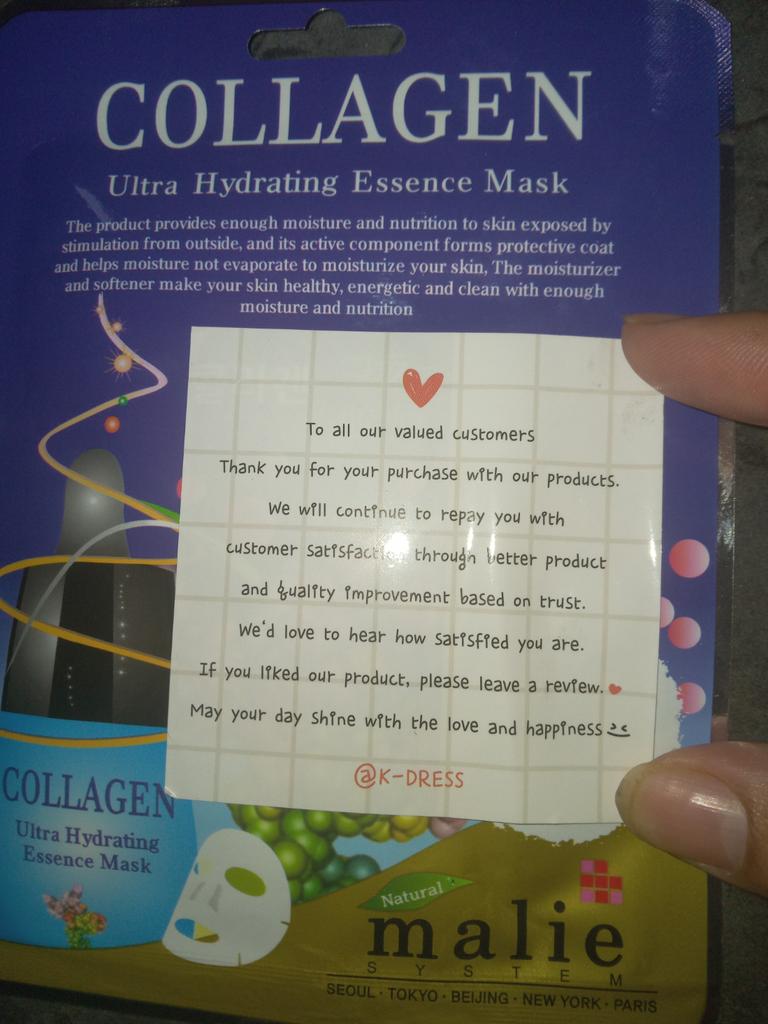 COLLAGEN
Ultra Hydrating Essence Mask
The product provides enough moisture and nutrition to skin exposed by
stimulation from outside, and its active component forms protective coat
and helps moisture not evaporate to moisturize your skin, The moisturizer
and softener make your skin healthy, energetic and clean with enough
moisture and nutrition
To all our valued customers
Thank you for your purchase with our products.
We will continue to repay you with
customer satisfaction through better product
and quality improvement based on trust.
We'd love to hear how satisfied you are.
If you liked our product, please leave a review.
May your day shine with the love and happiness
@K-DRESS
COLLAGEN
Ultra Hydrating
Essence Mask
Natural
malie
SYSTEM
SEOUL · TOKYO · BEIJING · NEW YORK · PARIS